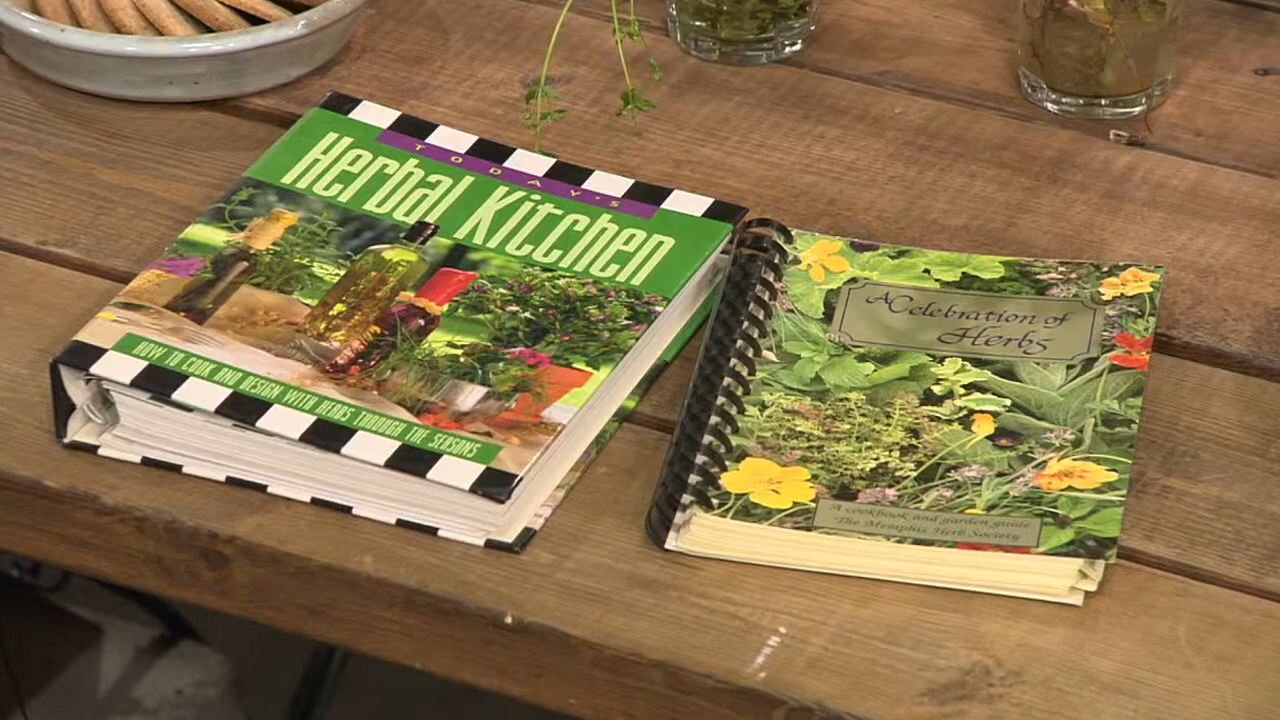 TODAY'S
Herbal Kitchen
HOW TO COOK AND DESIGN WITH HERBS THROUGH THE SEASONS
A Celebration of
Herbs
A cookbook and garden guide
The Memphis Herb Society